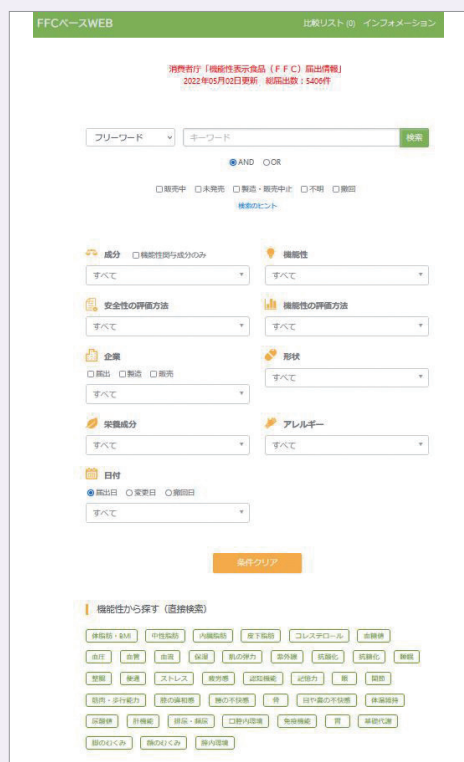 FFCベースWEB 比較リスト (0) インフォメーション
消費者庁「機能性表示食品(FFC)届出情報」
2022年05月02日更新 総届出数：5406件
フリーワード キーワード 検索
AND OR
販売中 未発売 製造・販売中止 不明 撤回
検索のヒント
成分 機能性関与成分のみ 機能性
すべて すべて
安全性の評価方法 機能性の評価方法
すべて すべて
企業 形状
届出 製造 販売 すべて
すべて
栄養成分 アレルギー
すべて すべて
日付
届出日 変更日 撤回日
すべて
条件クリア
機能性から探す（直接検索）
体脂肪・BMI 中性脂肪 内臓脂肪 皮下脂肪 コレステロール 血糖値
血圧 血管 血流 保湿 肌の弾力 紫外線 抗酸化 抗糖化 睡眠
整腸 便通 ストレス 疲労感 認知機能 記憶力 眼 関節
筋肉・歩行能力 膝の違和感 腰の不快感 骨 目や鼻の不快感 体温維持
尿酸値 肝機能 排尿・頻尿 口腔内環境 免疫機能 胃 基礎代謝
脚のむくみ 顔のむくみ 腟内環境